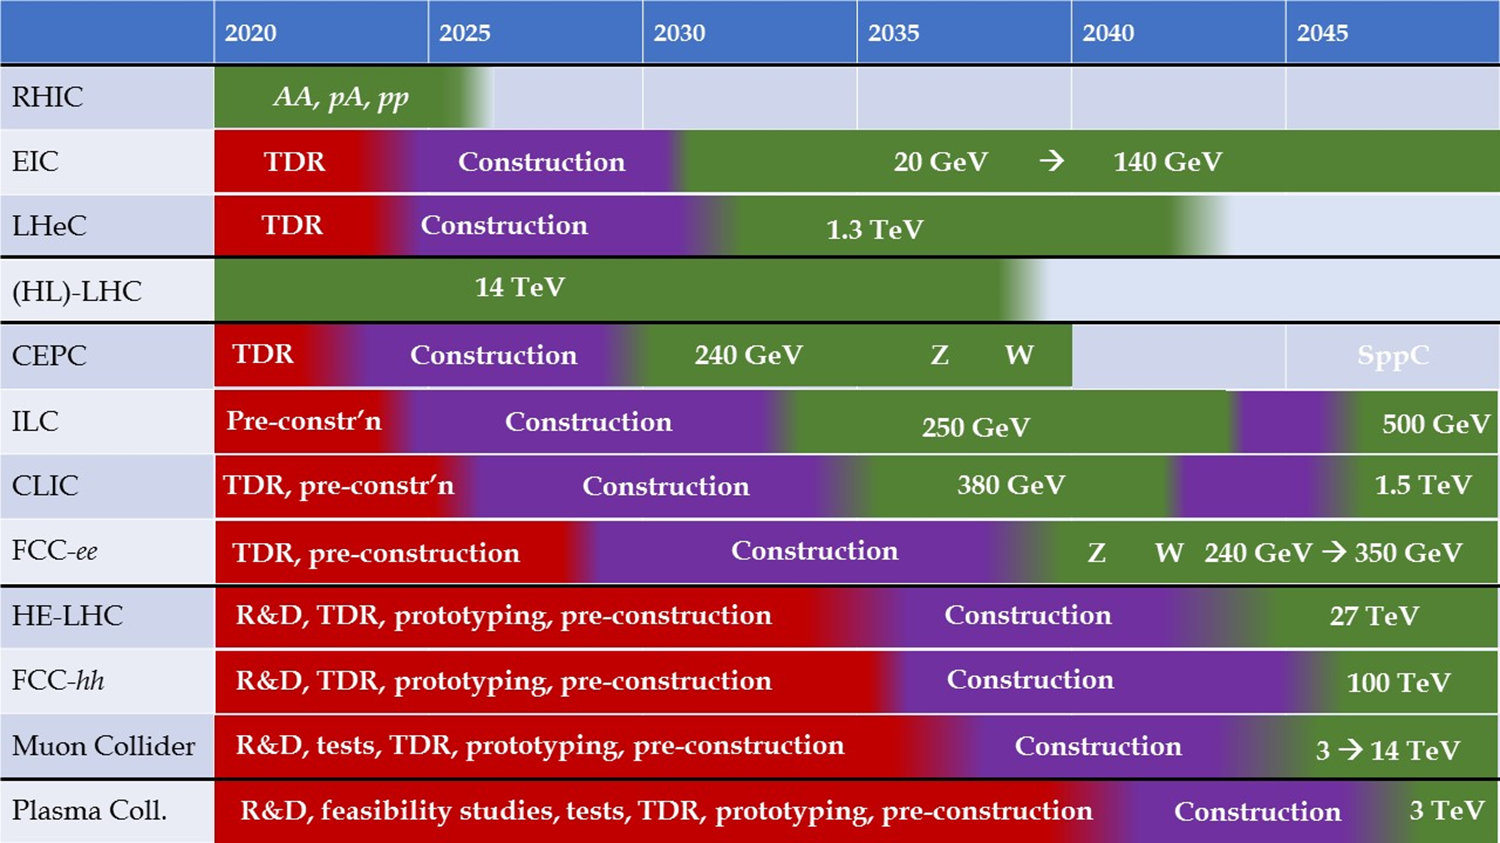 2020 2025 2030 2035 2040 2045
RHIC AA, pA, pp
EIC TDR Construction 20 GeV → 140 GeV
LHeC TDR Construction 1.3 TeV
(HL)-LHC 14 TeV
CEPC TDR Construction 240 GeV Z W SppC
ILC Pre-constr’n Construction 250 GeV 500 GeV
CLIC TDR, pre-constr’n Construction 380 GeV 1.5 TeV
FCC-ee TDR, pre-construction Construction Z W 240 GeV → 350 GeV
HE-LHC R&D, TDR, prototyping, pre-construction Construction 27 TeV
FCC-hh R&D, TDR, prototyping, pre-construction Construction 100 TeV
Muon Collider R&D, tests, TDR, prototyping, pre-construction Construction 3 → 14 TeV
Plasma Coll. R&D, feasibility studies, tests, TDR, prototyping, pre-construction Construction 3 TeV